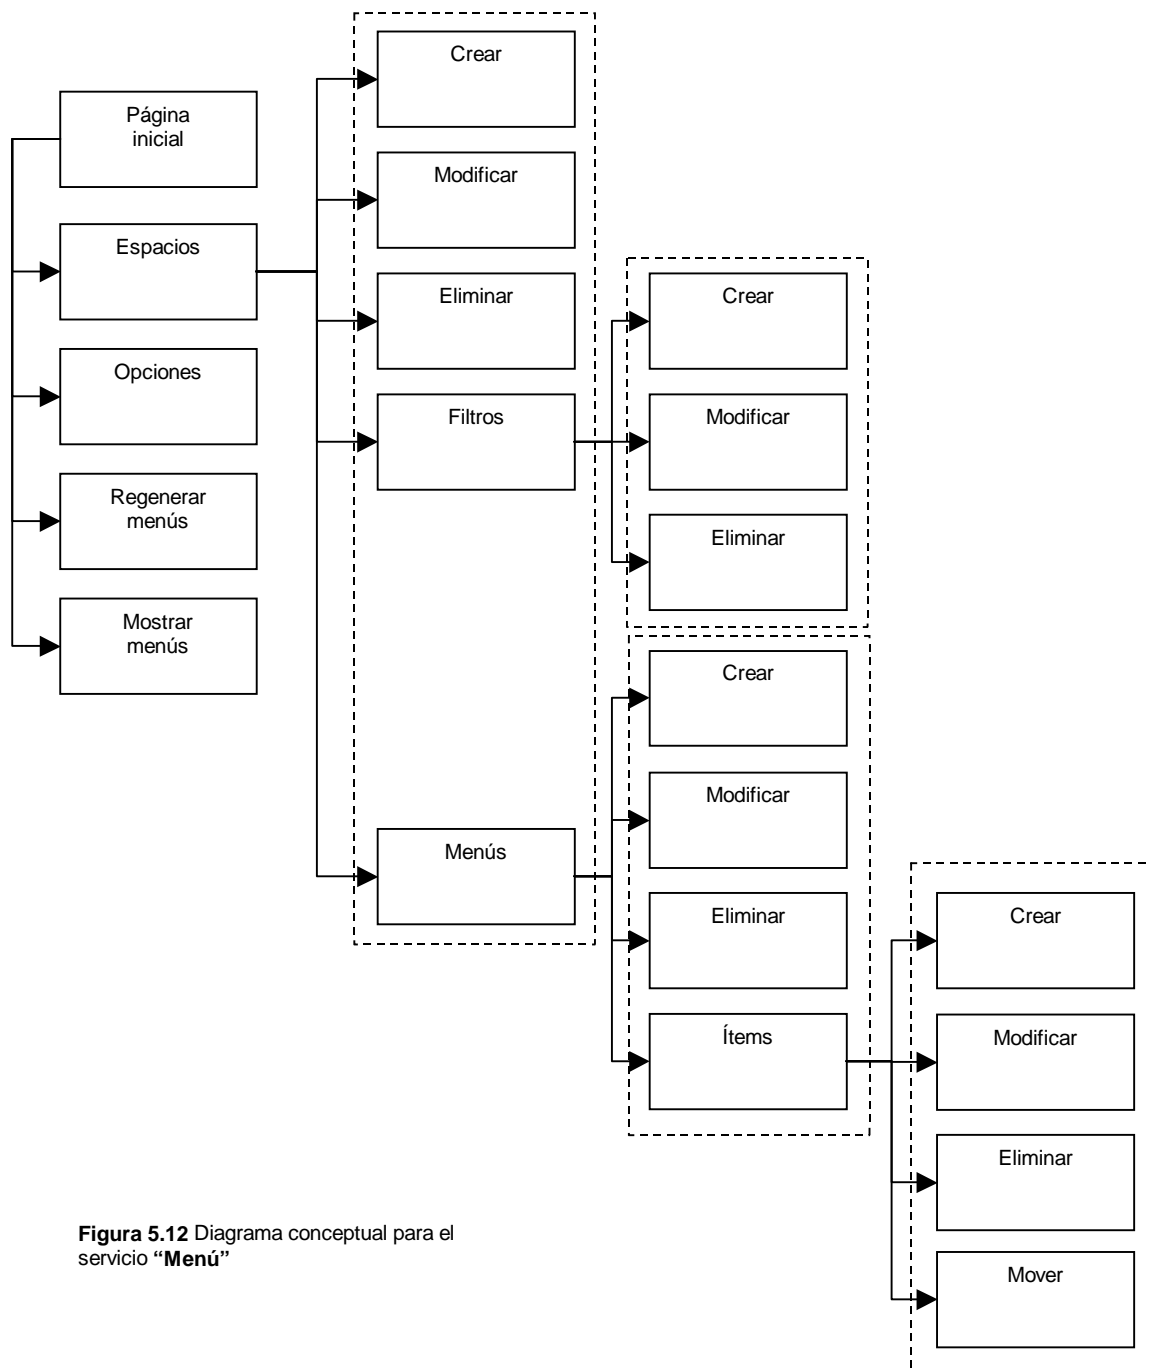 Página
inicial
Espacios
Opciones
Regenerar
menús
Mostrar
menús
Crear
Modificar
Eliminar
Filtros
Menús
Crear
Modificar
Eliminar
Crear
Modificar
Eliminar
Ítems
Crear
Modificar
Eliminar
Mover
Figura 5.12 Diagrama conceptual para el
servicio “Menú”